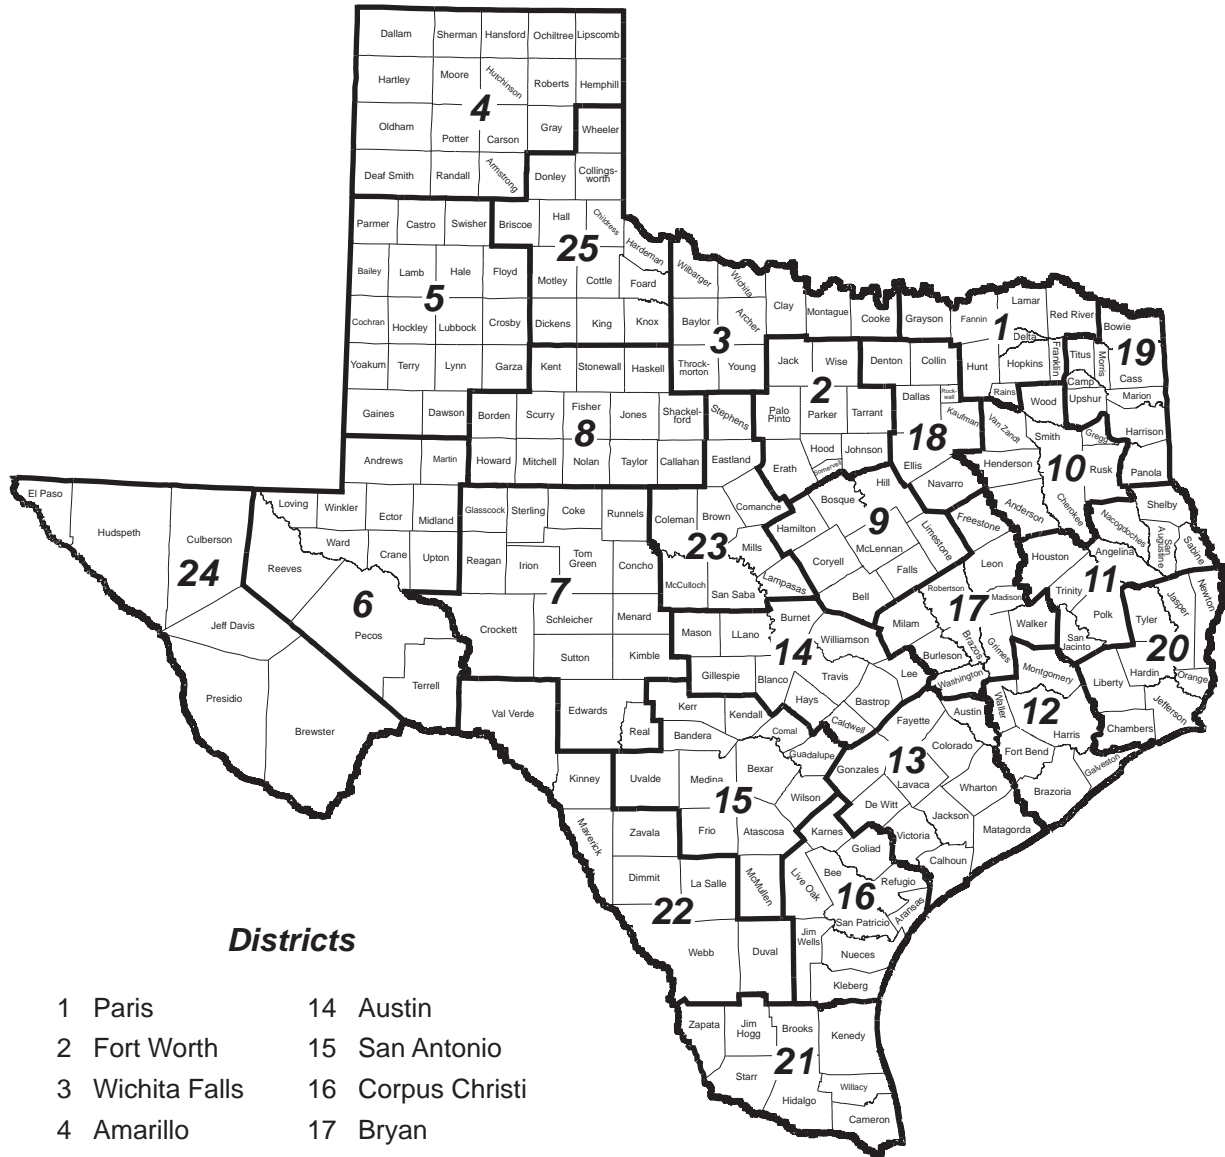 Dallam Sherman Hansford Ochiltree Lipscomb
Hartley Moore Hutchinson Roberts Hemphill
4
Oldham Potter Carson Gray Wheeler
Deaf Smith Randall Armstrong Donley Collings-
worth
Parmer Castro Swisher Briscoe Hall Childress
25
Hardeman
Bailey Lamb Hale Floyd Motley Cottle Foard
5
Wilbarger Wichita Clay Montague Cooke Grayson Fannin Lamar Red River Bowie
1
Delta
19
Cochran Hockley Lubbock Crosby Dickens King Knox Baylor Archer
3
Yoakum Terry Lynn Garza Kent Stonewall Haskell Throck-
morton Young Jack Wise Denton Collin Hunt Hopkins Franklin Titus Morris Cass
2
Camp
Gaines Dawson Borden Scurry Fisher Jones Shackel-
ford Stephens Palo
Pinto Parker Tarrant Dallas Rock-
wall Kaufman Rains Wood Upshur Marion
8
18
Van Zandt Smith Gregg Harrison
Andrews Martin Howard Mitchell Nolan Taylor Callahan Eastland Erath Hood Somervell Johnson Ellis Navarro Henderson
10
Rusk Panola
El Paso Hudspeth Culberson
24
Loving Winkler Ector Midland Glasscock Sterling Coke Runnels Coleman Brown Comanche Hamilton Bosque Hill
9
Limestone Freestone Anderson Cherokee Nacogdoches Shelby
San
Augustine Sabine
23
Ward Crane Upton Reagan Irion Tom
Green Concho McCulloch San Saba Mills Lampasas Coryell McLennan Falls Bell
7
Reeves
6
Pecos
Jeff Davis Terrell Presidio Brewster
Crockett Schleicher Menard Sutton Kimble Mason LLano Burnet Williamson Milam
14
Leon Robertson Madison
17
Brazos Grimes Walker Burleson Washington
Houston Angelina Trinity
11
Polk San
Jacinto Tyler Jasper Newton
20
Hardin Orange Liberty Jefferson Chambers
Val Verde Edwards Real Kerr Gillespie Blanco Kendall Bandera Hays Travis Bastrop Lee Caldwell Comal Guadalupe
Fayette Austin Waller Montgomery
12
Harris Fort Bend Galveston Brazoria
13
Colorado Gonzales Lavaca Wharton De Witt Jackson Matagorda Victoria Calhoun
Kinney Uvalde Medina Bexar Wilson
15
Maverick Zavala Frio Atascosa Karnes Goliad
Dimmit La Salle McMullen Live Oak Bee Refugio
16
22
San Patricio Aransas
Webb Duval Jim
Wells Nueces Kleberg
Zapata Jim
Hogg Brooks Kenedy
21
Starr Hidalgo Willacy Cameron
Districts
1 Paris
2 Fort Worth
3 Wichita Falls
4 Amarillo
14 Austin
15 San Antonio
16 Corpus Christi
17 Bryan